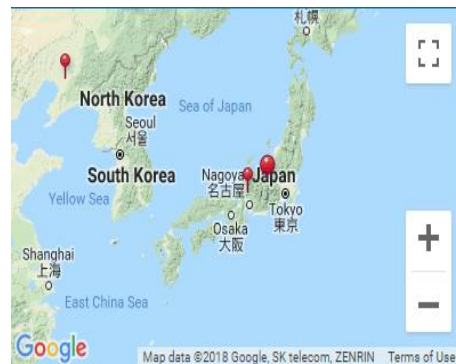 札幌
North Korea
Sea of Japan
Seoul
서울
South Korea
Nagoya
名古屋
Japan
Yellow Sea
Tokyo
東京
Osaka
大阪
Shanghai
上海
East China Sea
+
−
Google
Map data ©2018 Google, SK telecom, ZENRIN Terms of Use